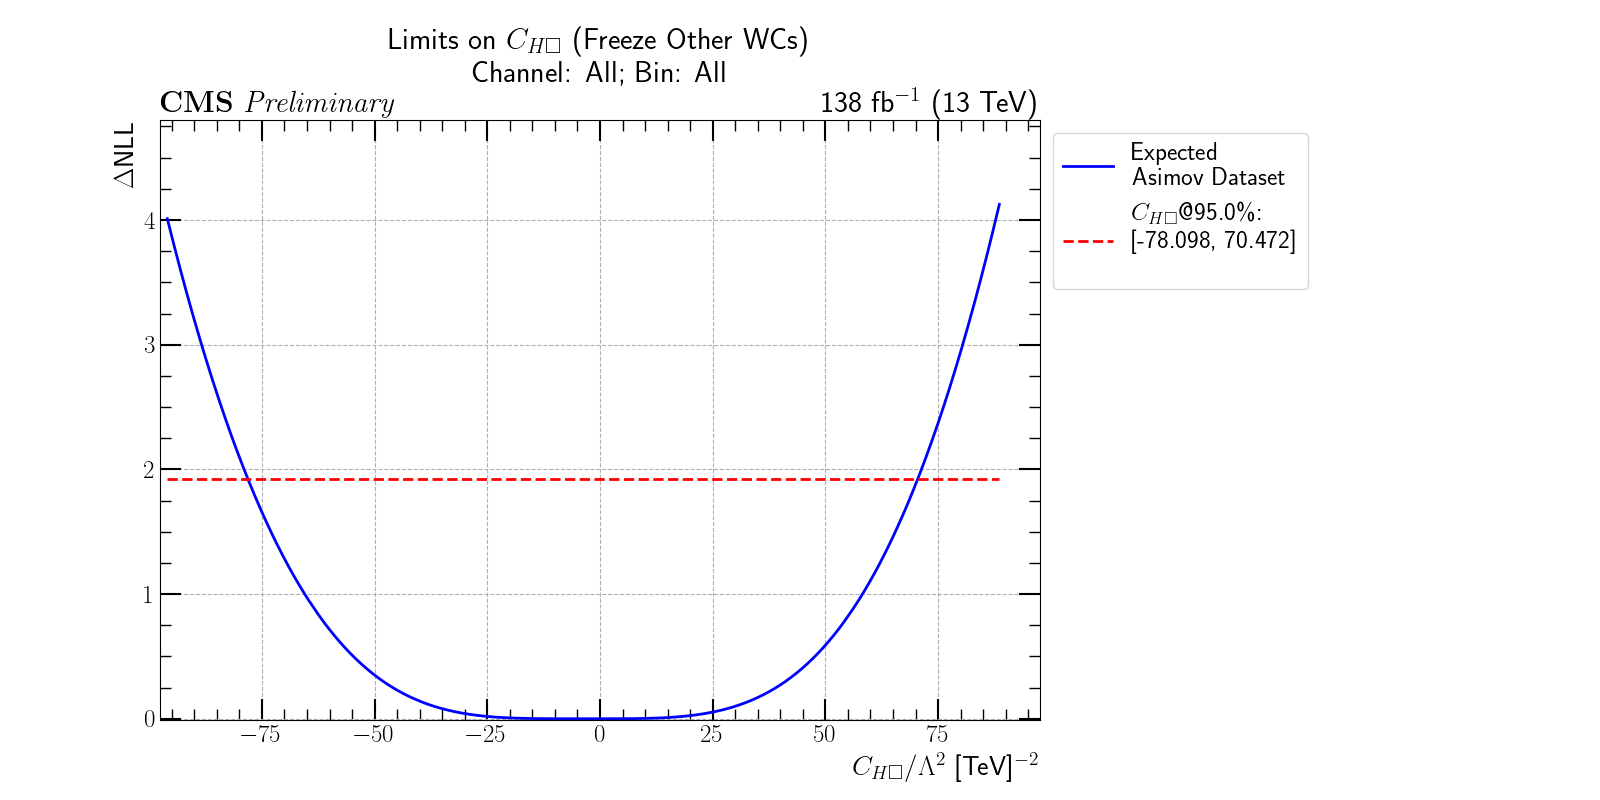 Limits on C_{H□} (Freeze Other WCs)
Channel: All; Bin: All
CMS Preliminary
138 fb⁻¹ (13 TeV)
ΔNLL
4
3
2
1
0
−75
−50
−25
0
25
50
75
C_{H□}/Λ² [TeV]⁻²
Expected
Asimov Dataset
C_{H□}@95.0%:
[-78.098, 70.472]